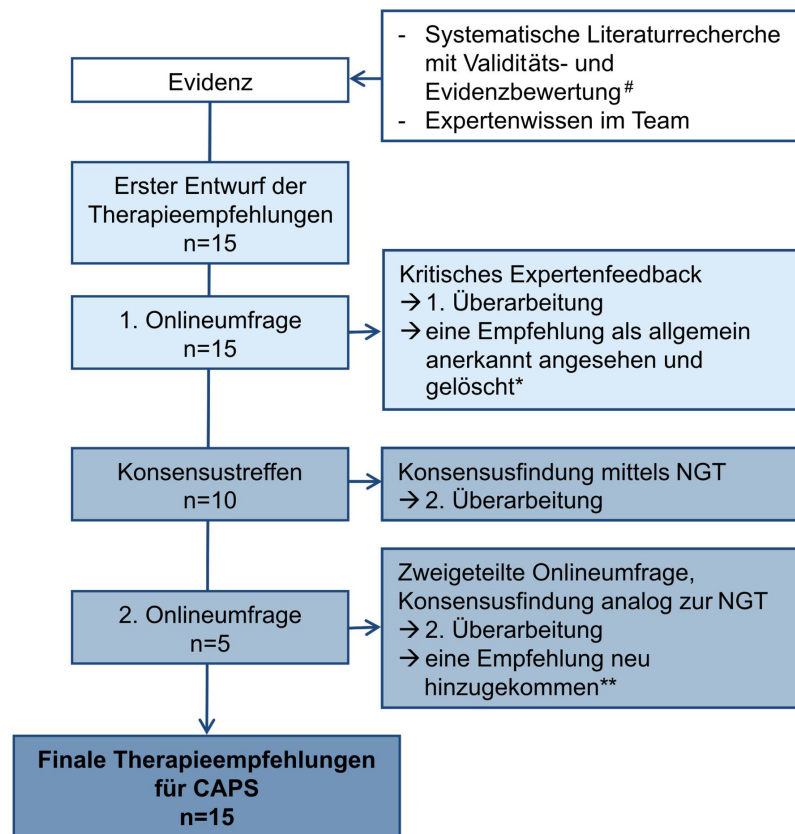 - Systematische Literaturrecherche
mit Validitäts- und
Evidenzbewertung#
- Expertenwissen im Team
Evidenz
Erster Entwurf der
Therapieempfehlungen
n=15
1. Onlineumfrage
n=15
Kritisches Expertenfeedback
→ 1. Überarbeitung
→ eine Empfehlung als allgemein
anerkannt angesehen und
gelöscht*
Konsensustreffen
n=10
Konsensusfindung mittels NGT
→ 2. Überarbeitung
2. Onlineumfrage
n=5
Zweigeteilte Onlineumfrage,
Konsensusfindung analog zur NGT
→ 2. Überarbeitung
→ eine Empfehlung neu
hinzugekommen**
Finale Therapieempfehlungen
für CAPS
n=15